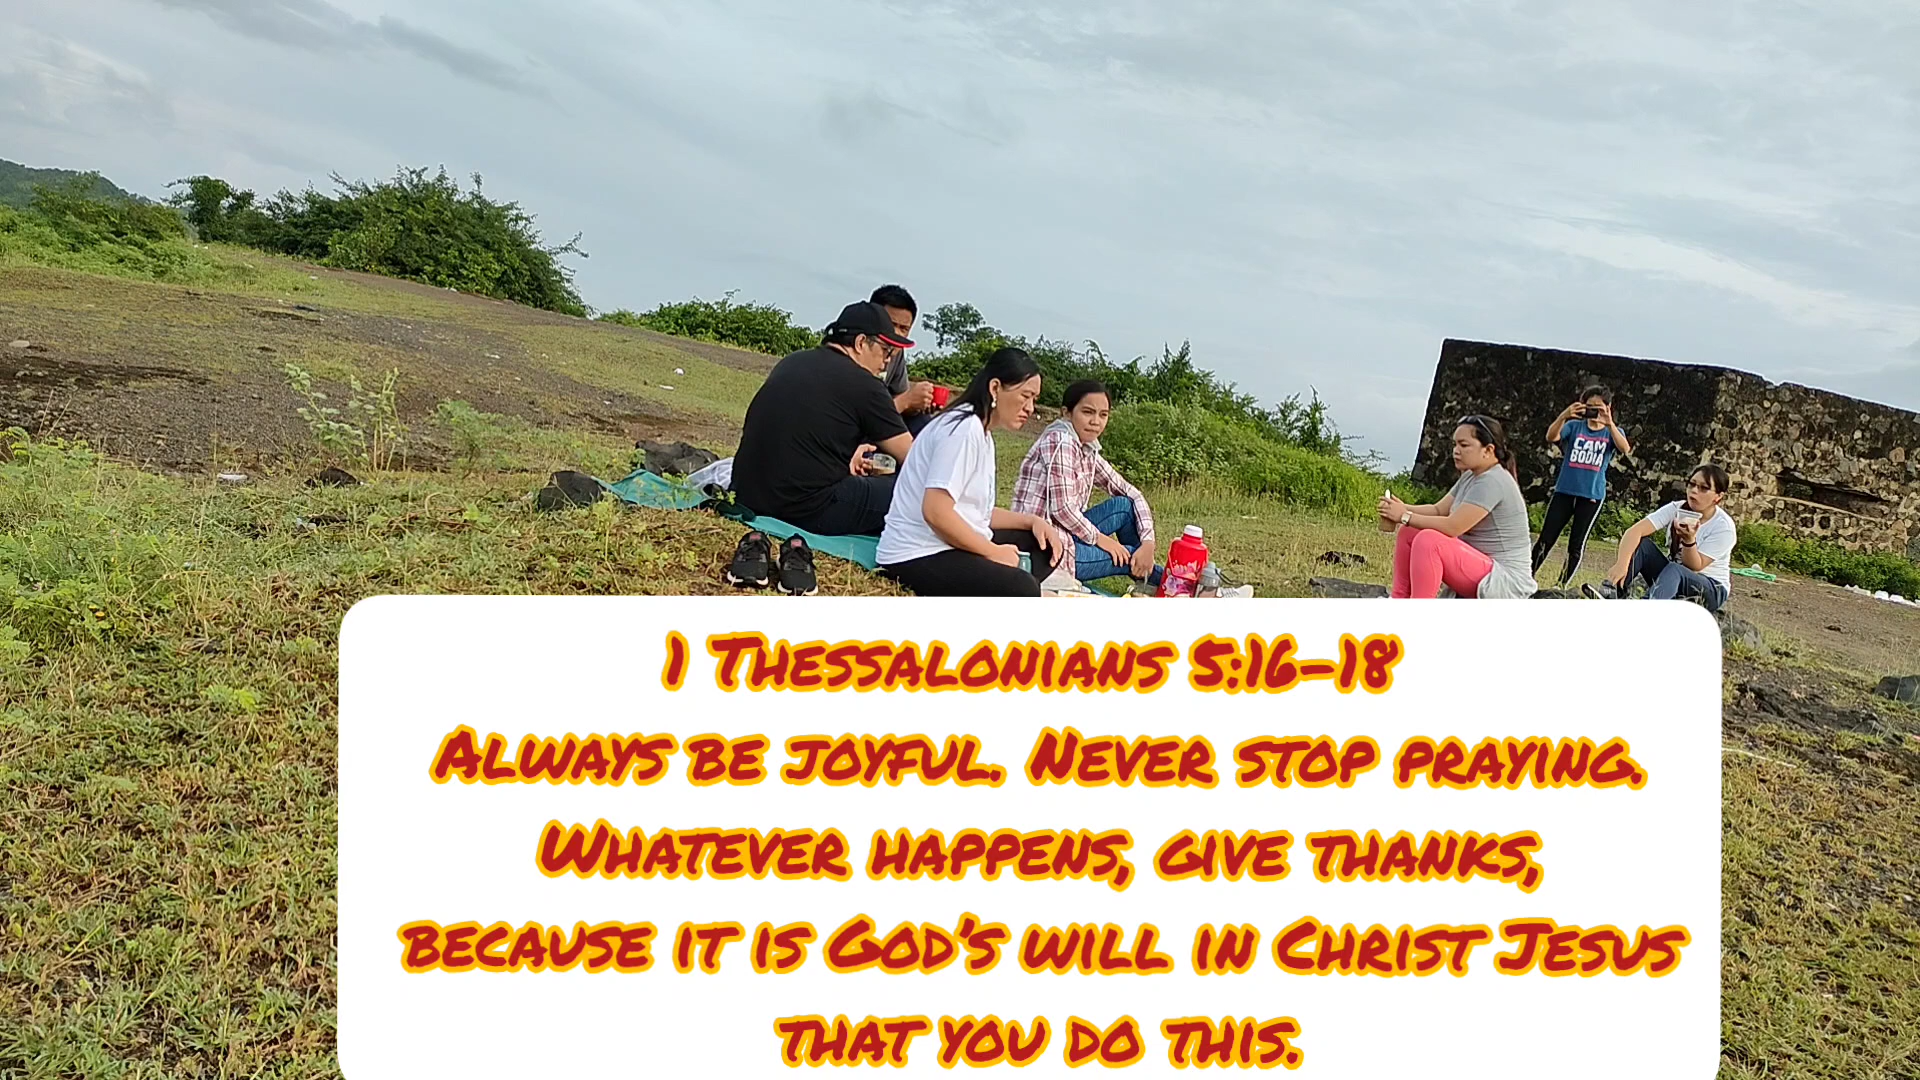 CAM
BODIA
1 Thessalonians 5:16-18
Always be joyful. Never stop praying.
Whatever happens, give thanks,
because it is God's will in Christ Jesus
that you do this.